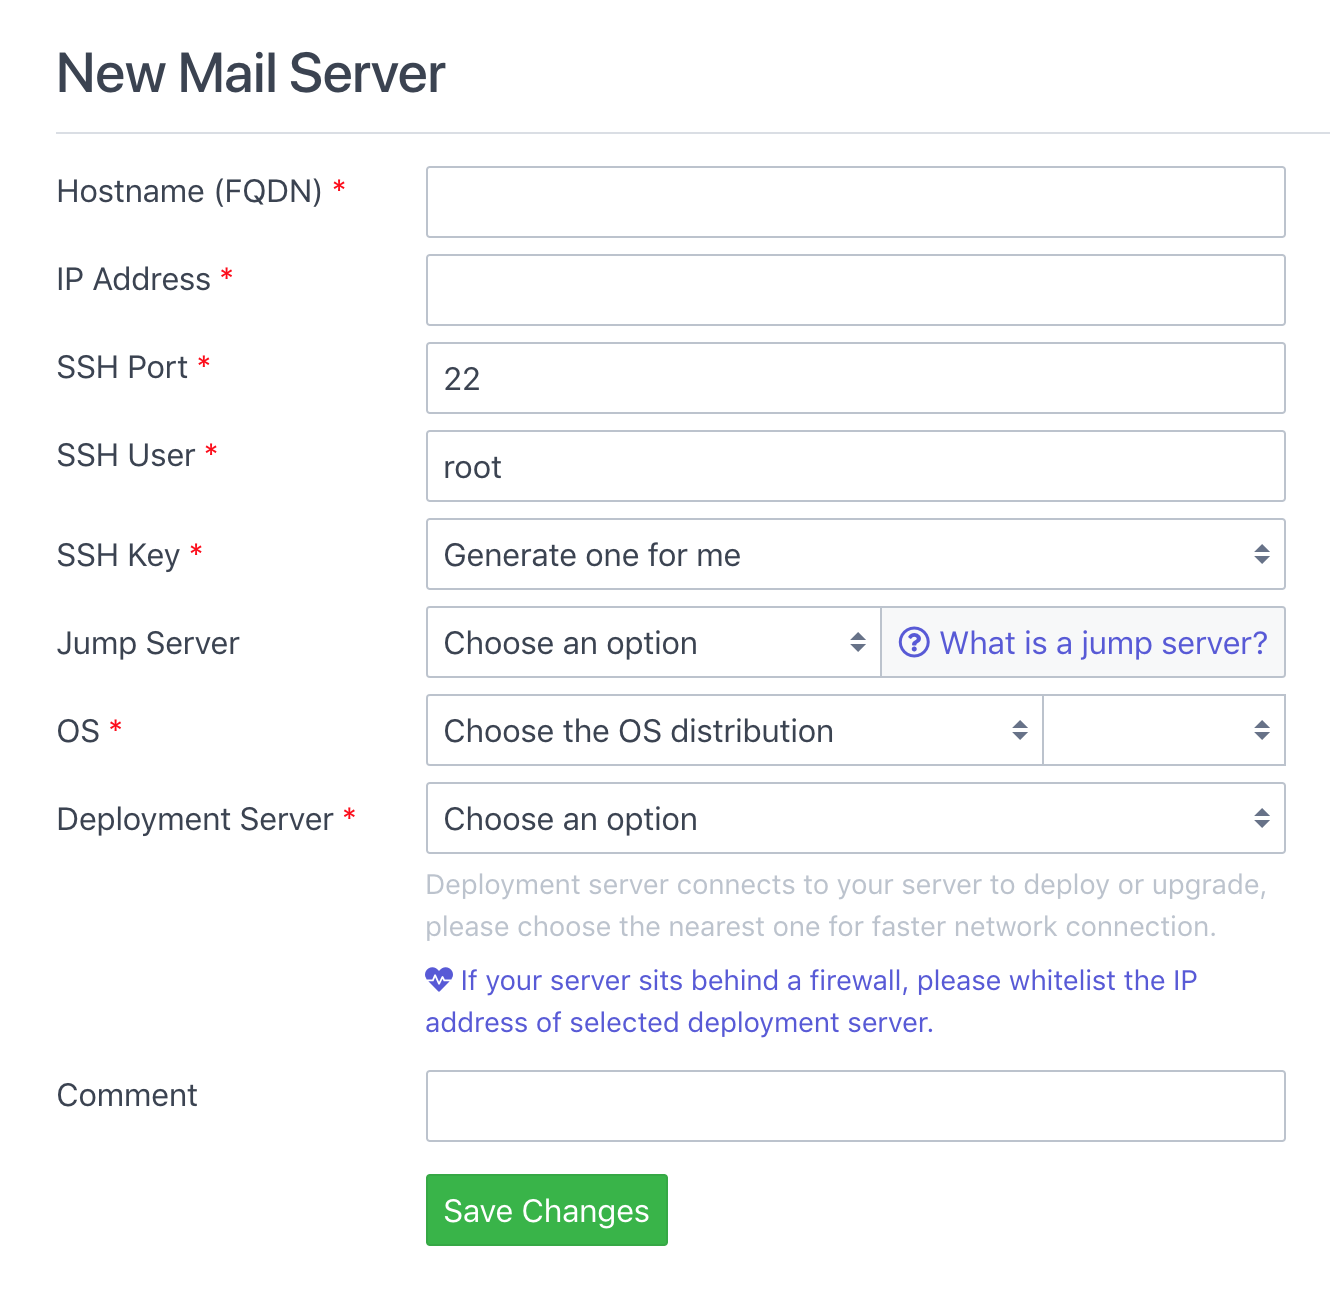 New Mail Server
Hostname (FQDN) *
IP Address *
SSH Port *
22
SSH User *
root
SSH Key *
Generate one for me
Jump Server
Choose an option
What is a jump server?
OS *
Choose the OS distribution
Deployment Server *
Choose an option
Deployment server connects to your server to deploy or upgrade,
please choose the nearest one for faster network connection.
If your server sits behind a firewall, please whitelist the IP
address of selected deployment server.
Comment
Save Changes